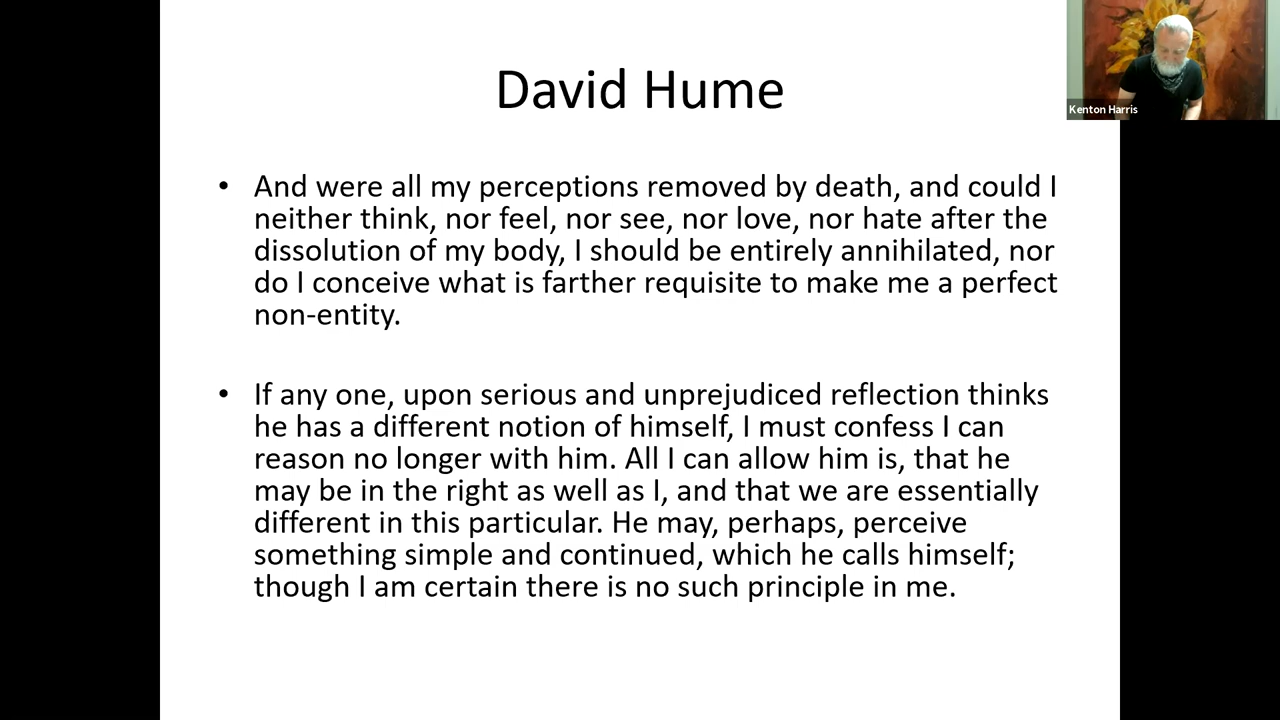 David Hume
Kenton Harris
• And were all my perceptions removed by death, and could I
neither think, nor feel, nor see, nor love, nor hate after the
dissolution of my body, I should be entirely annihilated, nor
do I conceive what is farther requisite to make me a perfect
non-entity.
• If any one, upon serious and unprejudiced reflection thinks
he has a different notion of himself, I must confess I can
reason no longer with him. All I can allow him is, that he
may be in the right as well as I, and that we are essentially
different in this particular. He may, perhaps, perceive
something simple and continued, which he calls himself;
though I am certain there is no such principle in me.